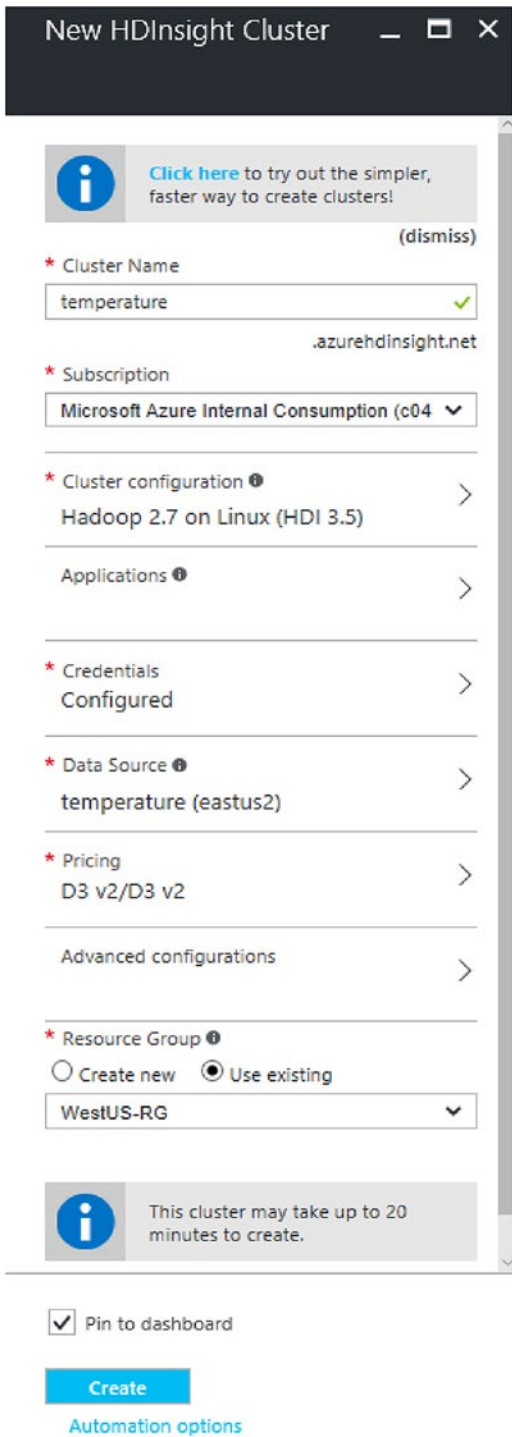 New HDInsight Cluster
Click here to try out the simpler,
faster way to create clusters!
(dismiss)
* Cluster Name
temperature
.azurehdinsight.net
* Subscription
Microsoft Azure Internal Consumption (c04
* Cluster configuration
Hadoop 2.7 on Linux (HDI 3.5)
Applications
* Credentials
Configured
* Data Source
temperature (eastus2)
* Pricing
D3 v2/D3 v2
Advanced configurations
* Resource Group
Create new Use existing
WestUS-RG
This cluster may take up to 20
minutes to create.
Pin to dashboard
Create
Automation options